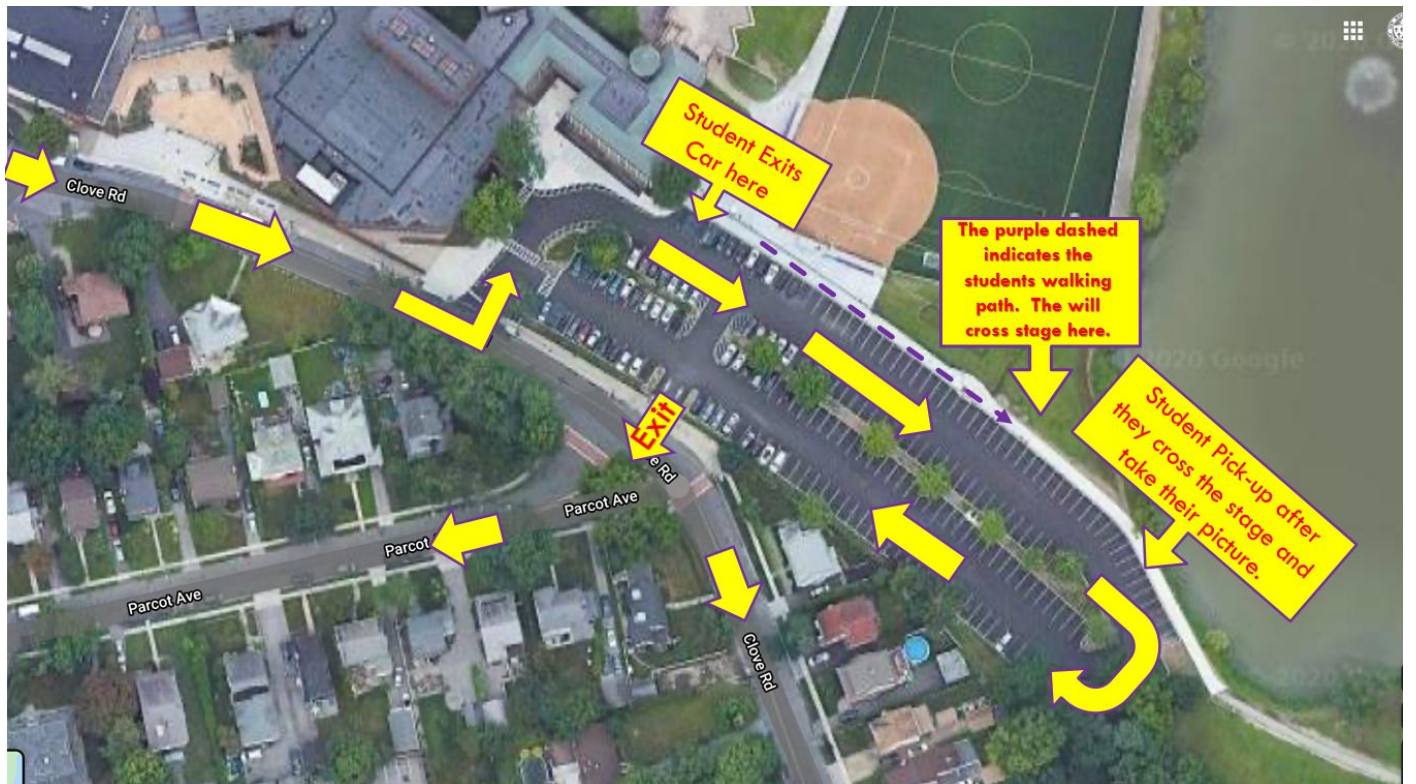 © 20
Student Exits
Car here
Clove Rd
The purple dashed
indicates the
students walking
path. The will
cross stage here.
2020 Google
Student Pick-up after
they cross the stage and
take their picture.
Exit
e Rd
Parcot Ave
Parcot
Parcot Ave
Clove Rd
2020